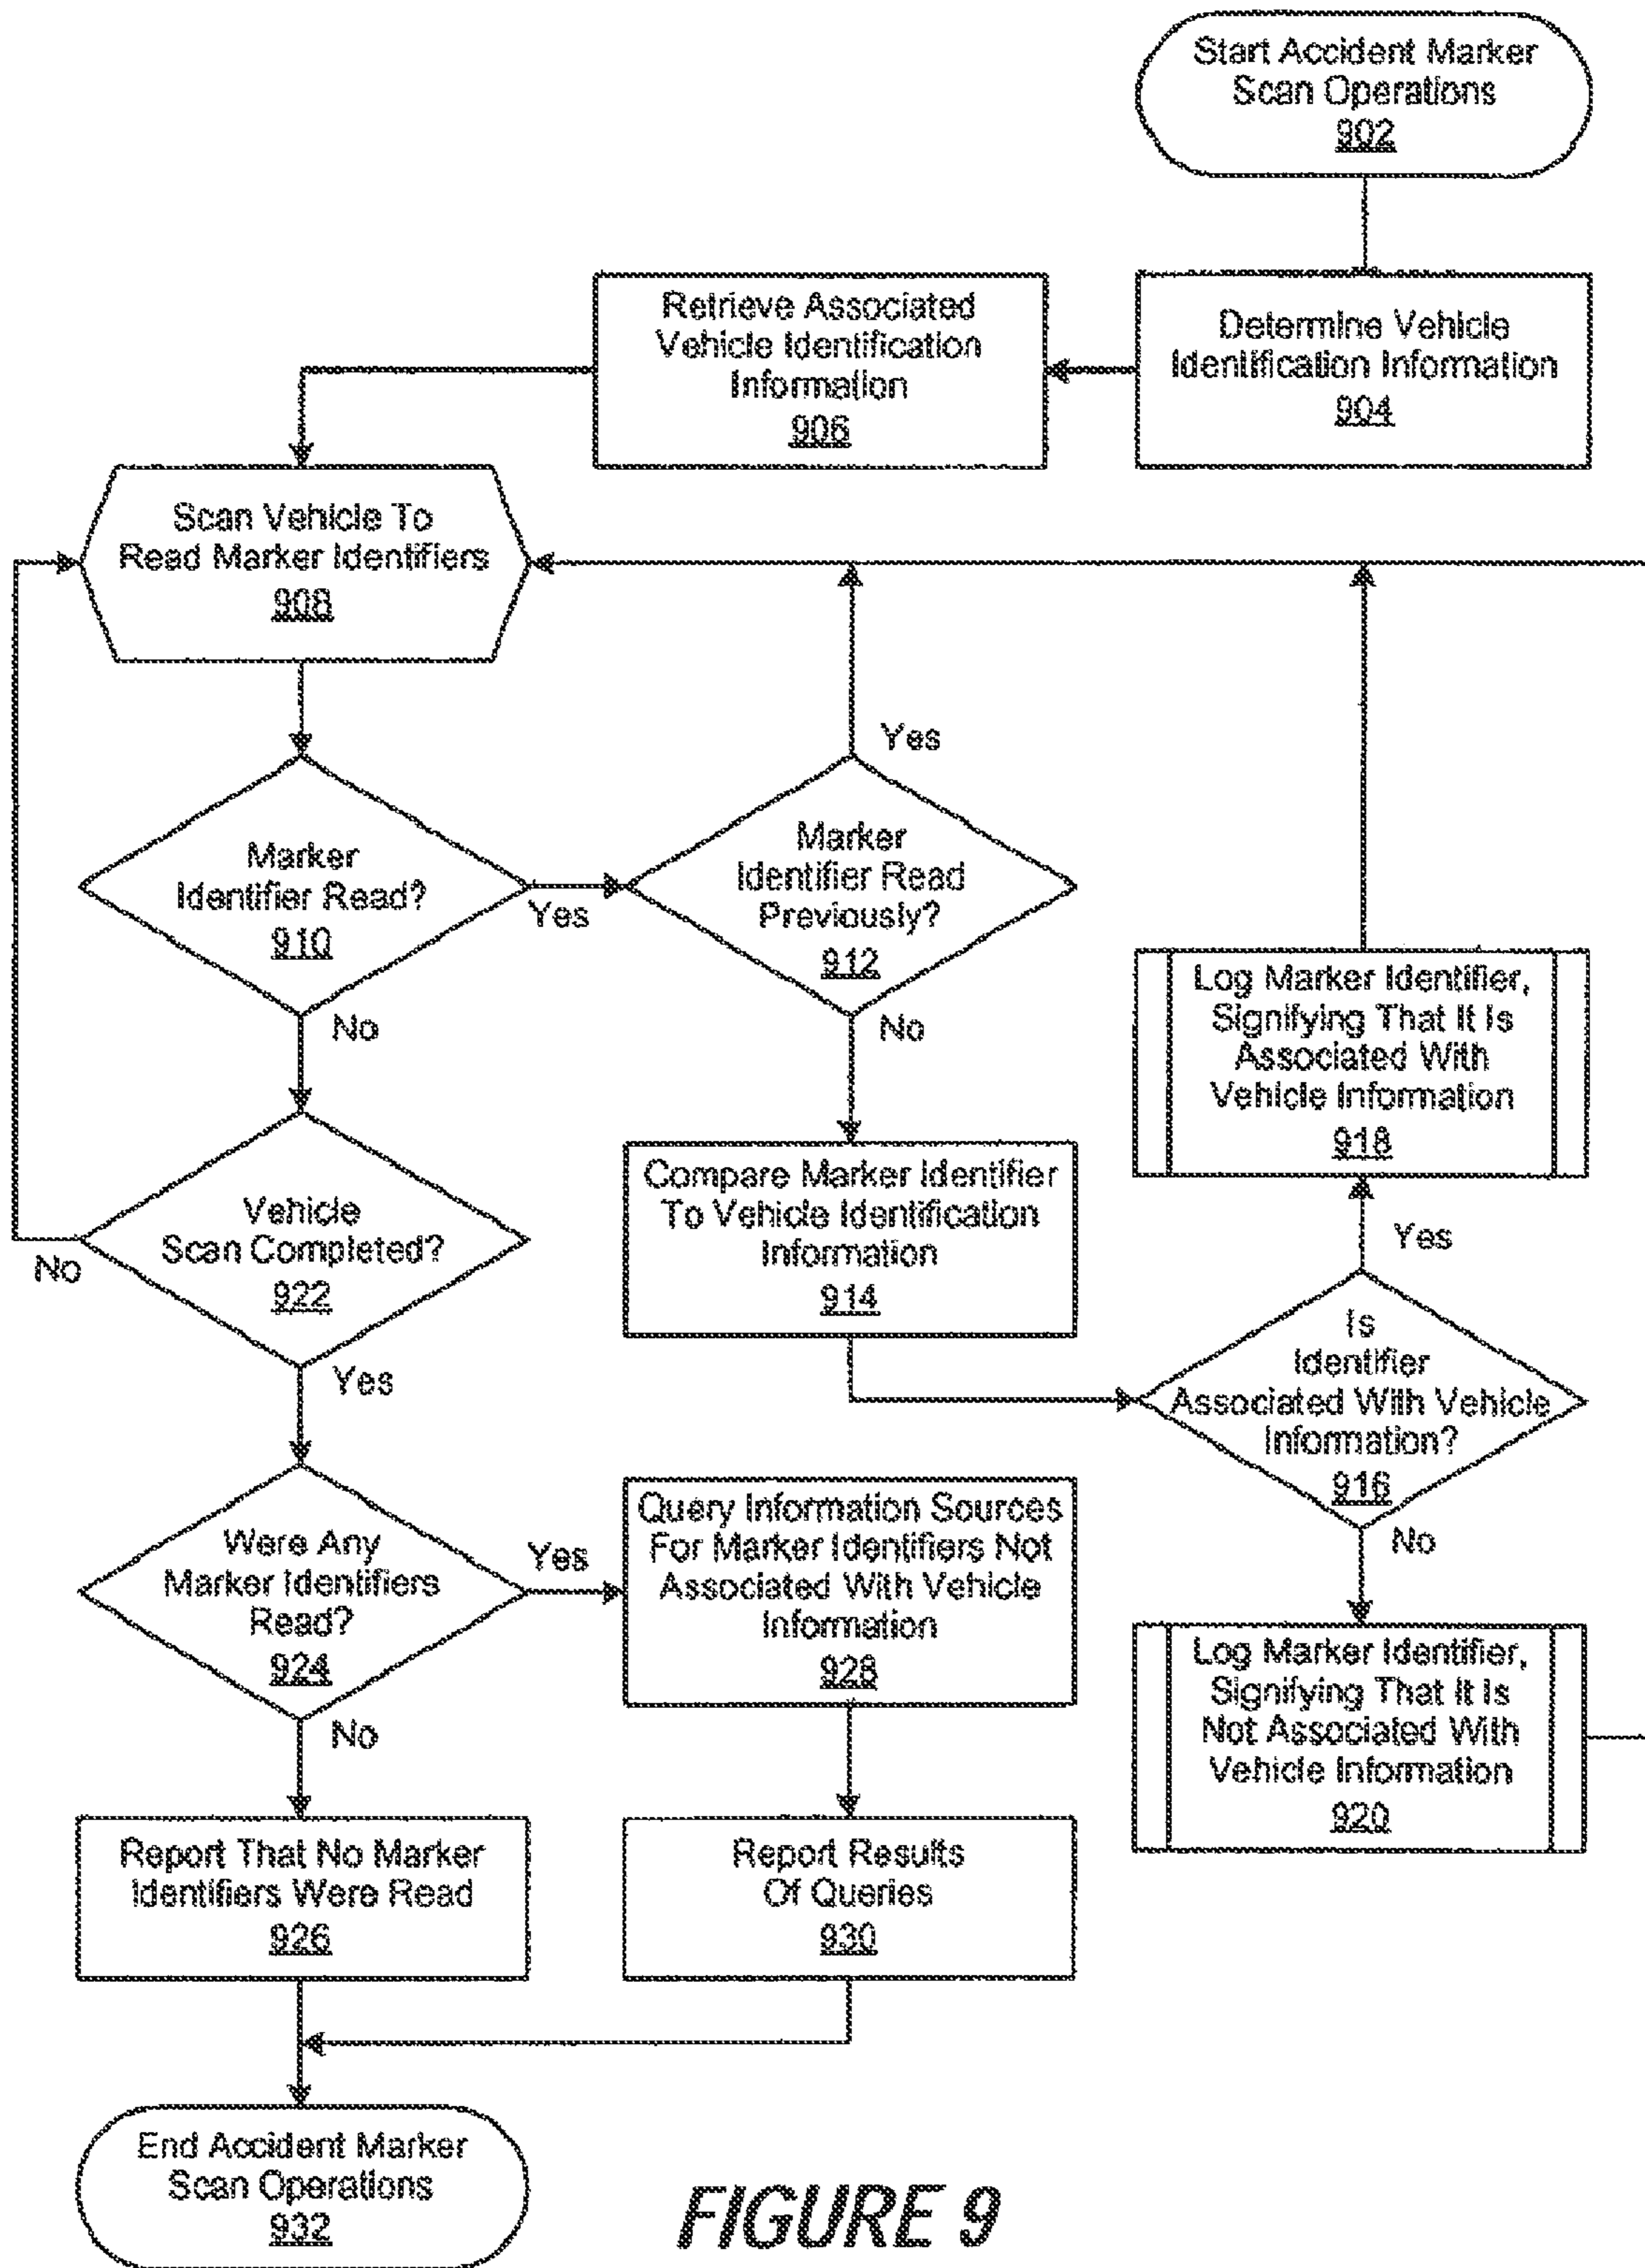 Start Accident Marker
Scan Operations
902
Determine Vehicle
Identification Information
904
Retrieve Associated
Vehicle Identification
Information
906
Scan Vehicle To
Read Marker Identifiers
908
Marker
Identifier Read?
910
Yes
No
Marker
Identifier Read
Previously?
912
Yes
No
Compare Marker Identifier
To Vehicle Identification
Information
914
Is
Identifier
Associated With Vehicle
Information?
916
Yes
No
Log Marker Identifier,
Signifying That It Is
Associated With
Vehicle Information
918
Log Marker Identifier,
Signifying That It Is
Not Associated With
Vehicle Information
920
Vehicle
Scan Completed?
922
No
Yes
Were Any
Marker Identifiers
Read?
924
Yes
No
Report That No Marker
Identifiers Were Read
926
Query Information Sources
For Marker Identifiers Not
Associated With Vehicle
Information
928
Report Results
Of Queries
930
End Accident Marker
Scan Operations
932
FIGURE 9